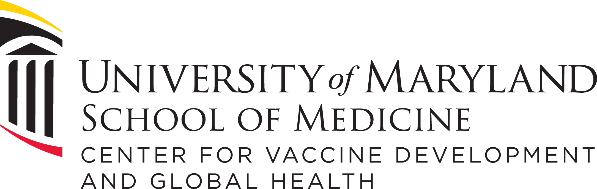 UNIVERSITY of MARYLAND
SCHOOL OF MEDICINE
CENTER FOR VACCINE DEVELOPMENT
AND GLOBAL HEALTH